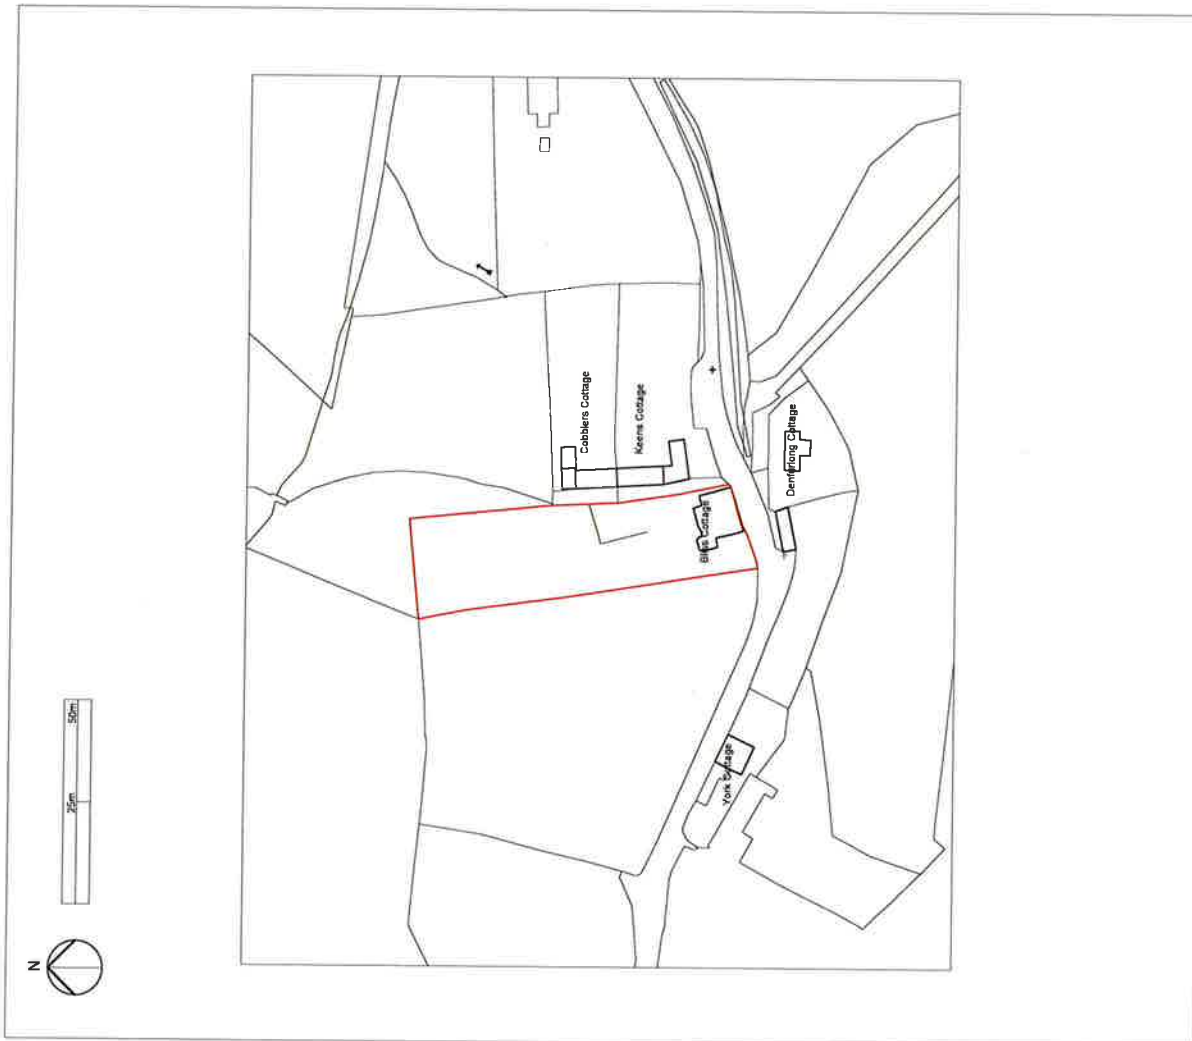 Cobblers Cottage
Keens Cottage
Denfurlong Cottage
Bliss Cottage
York Cottage
50m
25m
N